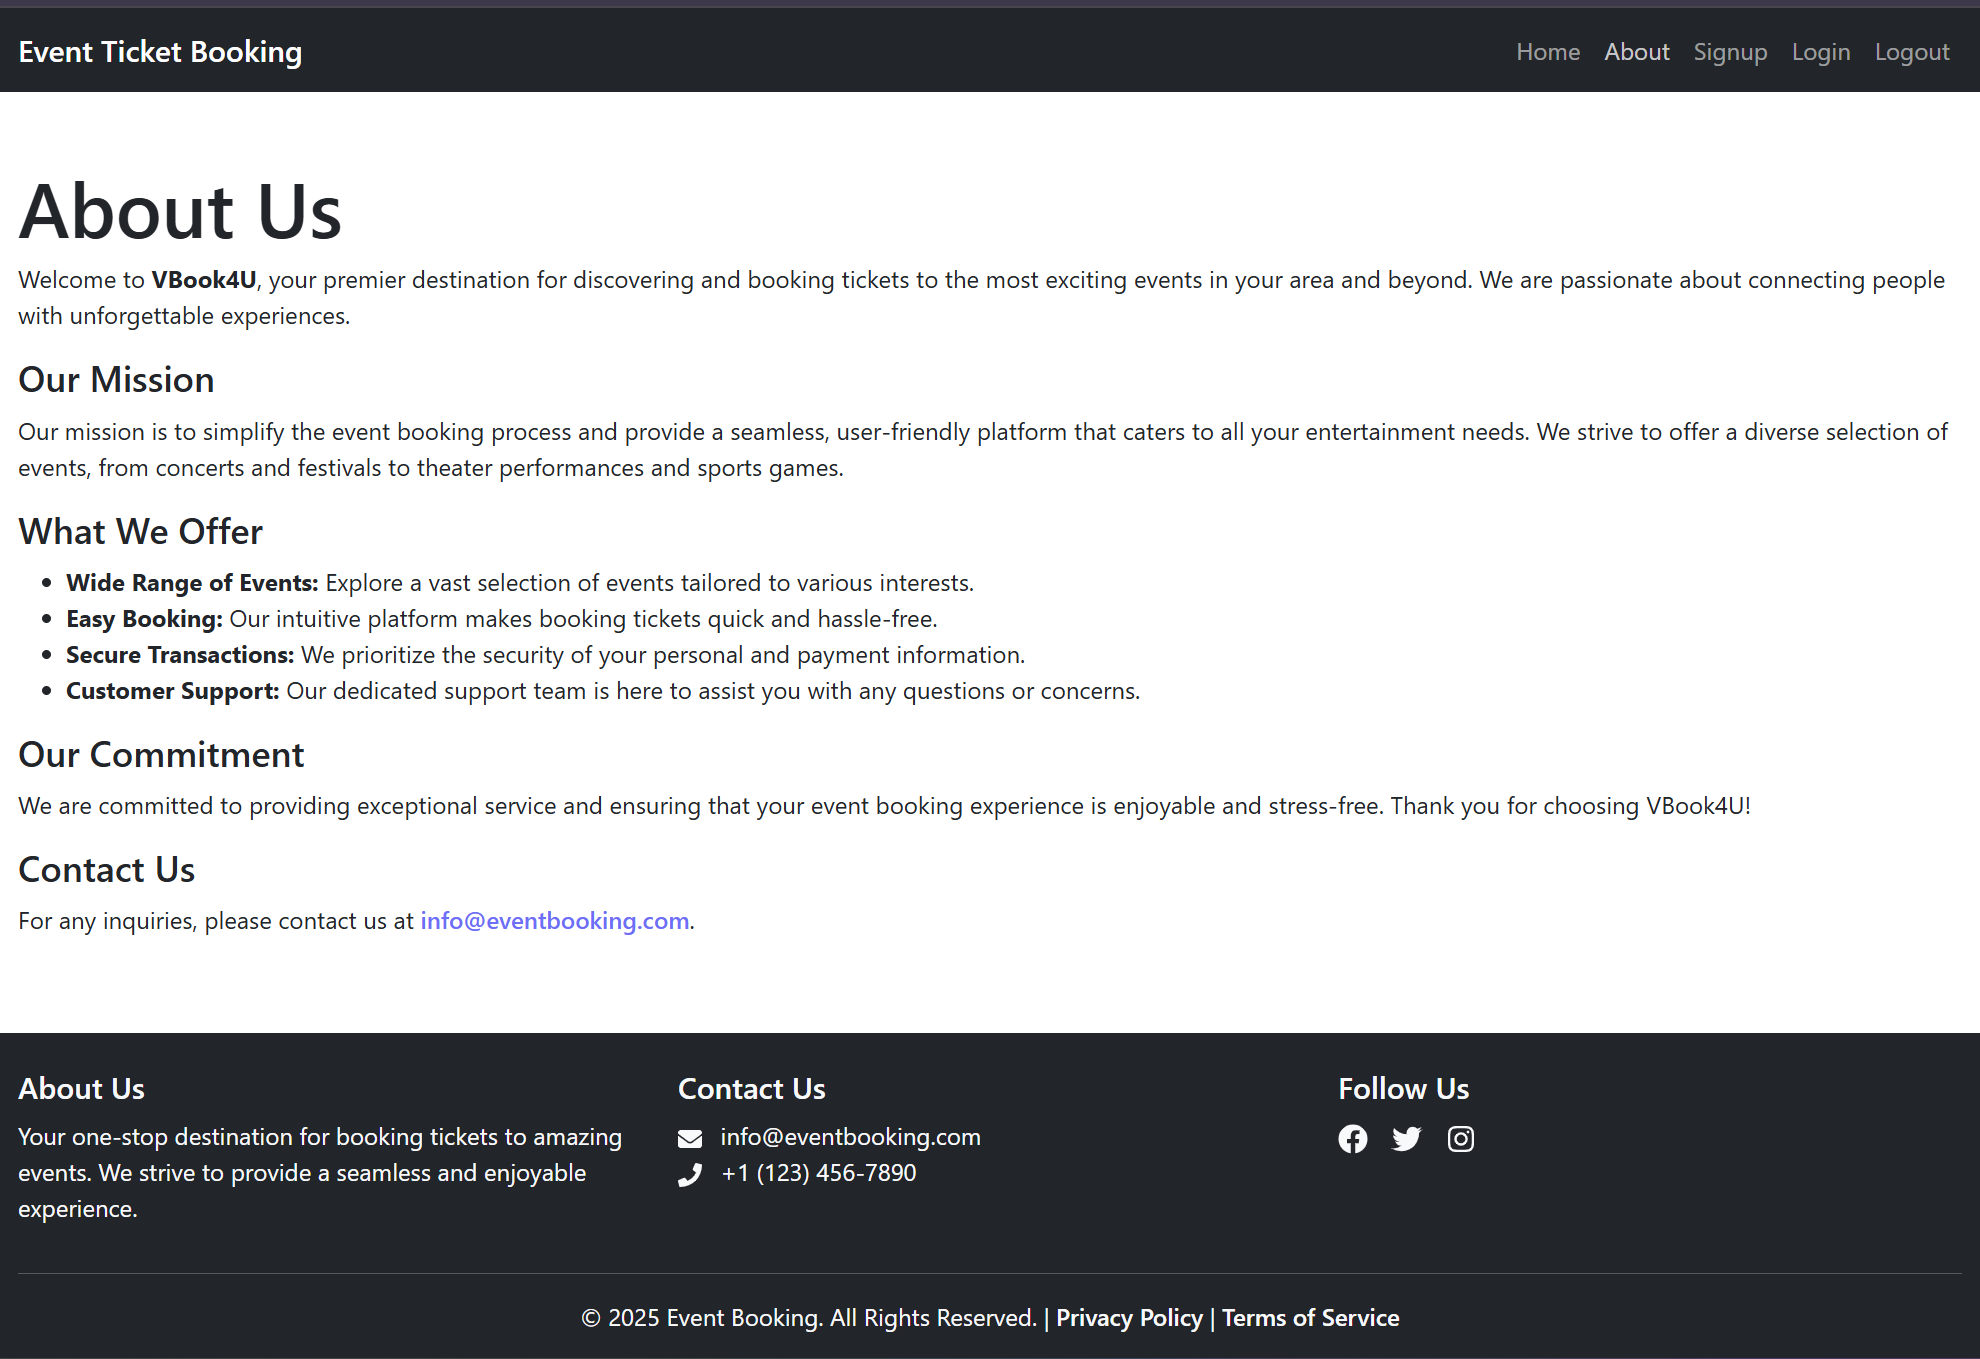 Event Ticket Booking
Home About Signup Login Logout
About Us
Welcome to VBook4U, your premier destination for discovering and booking tickets to the most exciting events in your area and beyond. We are passionate about connecting people
with unforgettable experiences.
Our Mission
Our mission is to simplify the event booking process and provide a seamless, user-friendly platform that caters to all your entertainment needs. We strive to offer a diverse selection of
events, from concerts and festivals to theater performances and sports games.
What We Offer
• Wide Range of Events: Explore a vast selection of events tailored to various interests.
• Easy Booking: Our intuitive platform makes booking tickets quick and hassle-free.
• Secure Transactions: We prioritize the security of your personal and payment information.
• Customer Support: Our dedicated support team is here to assist you with any questions or concerns.
Our Commitment
We are committed to providing exceptional service and ensuring that your event booking experience is enjoyable and stress-free. Thank you for choosing VBook4U!
Contact Us
For any inquiries, please contact us at info@eventbooking.com.
About Us
Your one-stop destination for booking tickets to amazing
events. We strive to provide a seamless and enjoyable
experience.
Contact Us
info@eventbooking.com
+1 (123) 456-7890
Follow Us
© 2025 Event Booking. All Rights Reserved. | Privacy Policy | Terms of Service